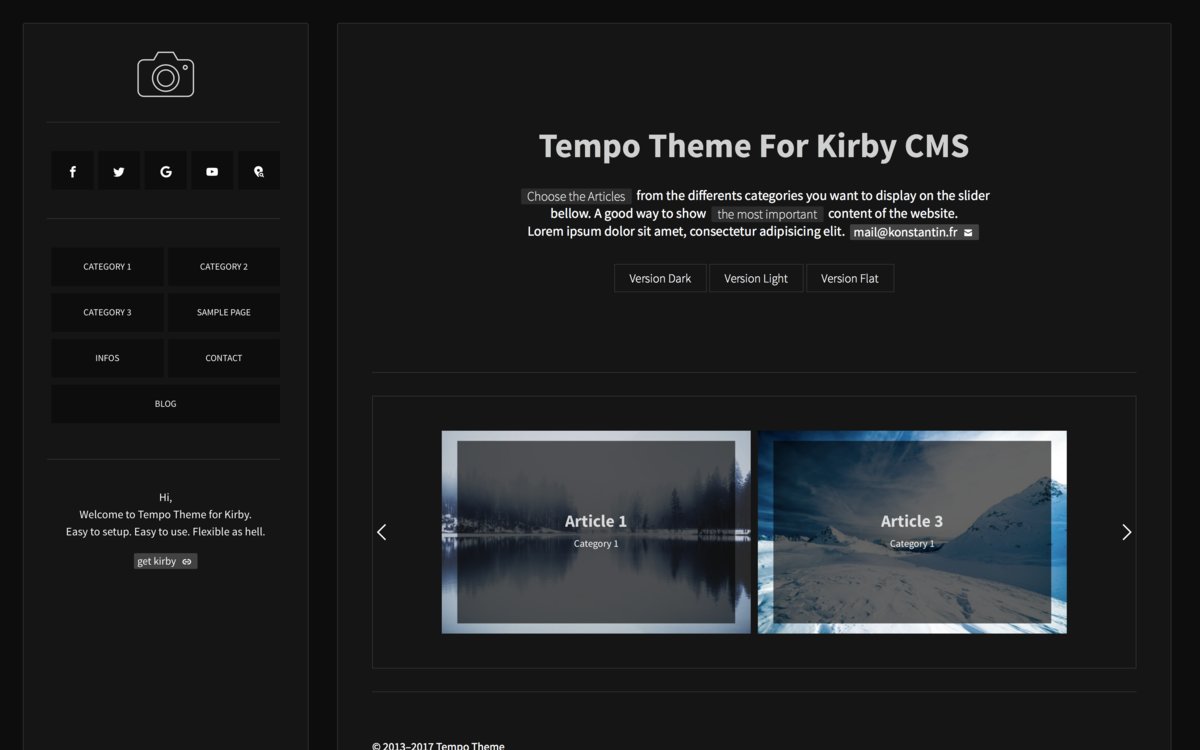 CATEGORY 1
CATEGORY 2
CATEGORY 3
SAMPLE PAGE
INFOS
CONTACT
BLOG
Hi,
Welcome to Tempo Theme for Kirby.
Easy to setup. Easy to use. Flexible as hell.
get kirby
Tempo Theme For Kirby CMS
Choose the Articles from the differents categories you want to display on the slider
bellow. A good way to show the most important content of the website.
Lorem ipsum dolor sit amet, consectetur adipisicing elit. mail@konstantin.fr
Version Dark
Version Light
Version Flat
Article 1
Category 1
Article 3
Category 1
© 2013–2017 Tempo Theme